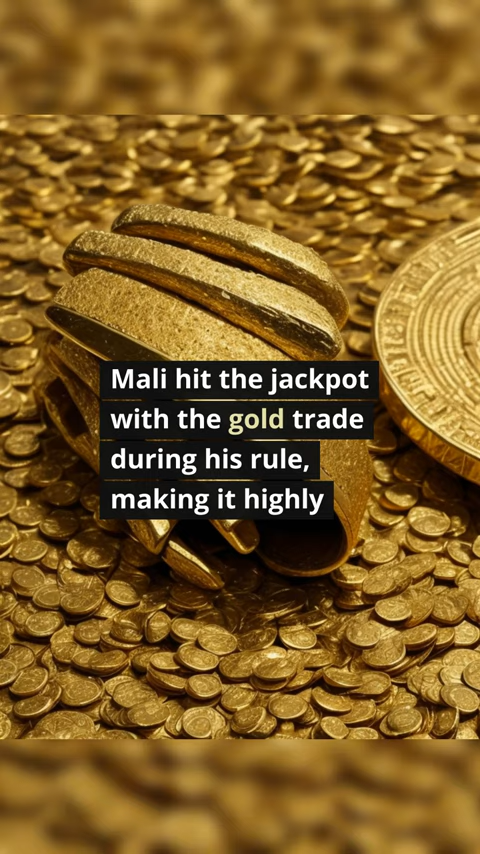 Mali hit the jackpot
with the gold trade
during his rule,
making it highly